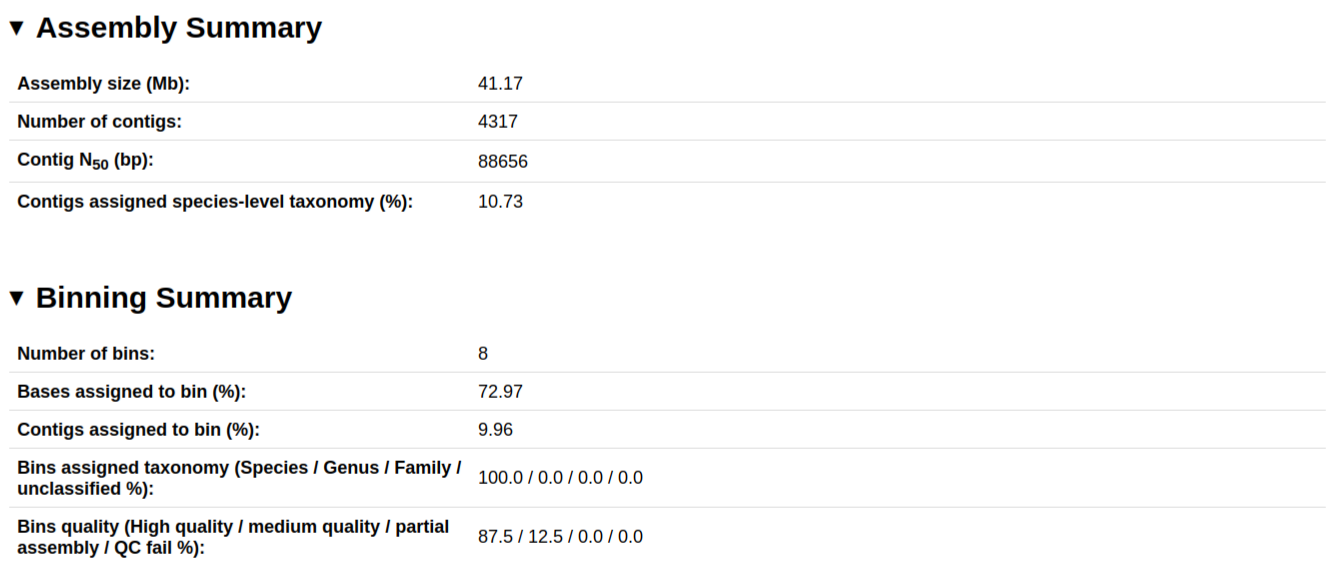 ▼ Assembly Summary
Assembly size (Mb): 41.17
Number of contigs: 4317
Contig N50 (bp): 88656
Contigs assigned species-level taxonomy (%): 10.73
▼ Binning Summary
Number of bins: 8
Bases assigned to bin (%): 72.97
Contigs assigned to bin (%): 9.96
Bins assigned taxonomy (Species / Genus / Family /
unclassified %): 100.0 / 0.0 / 0.0 / 0.0
Bins quality (High quality / medium quality / partial
assembly / QC fail %): 87.5 / 12.5 / 0.0 / 0.0